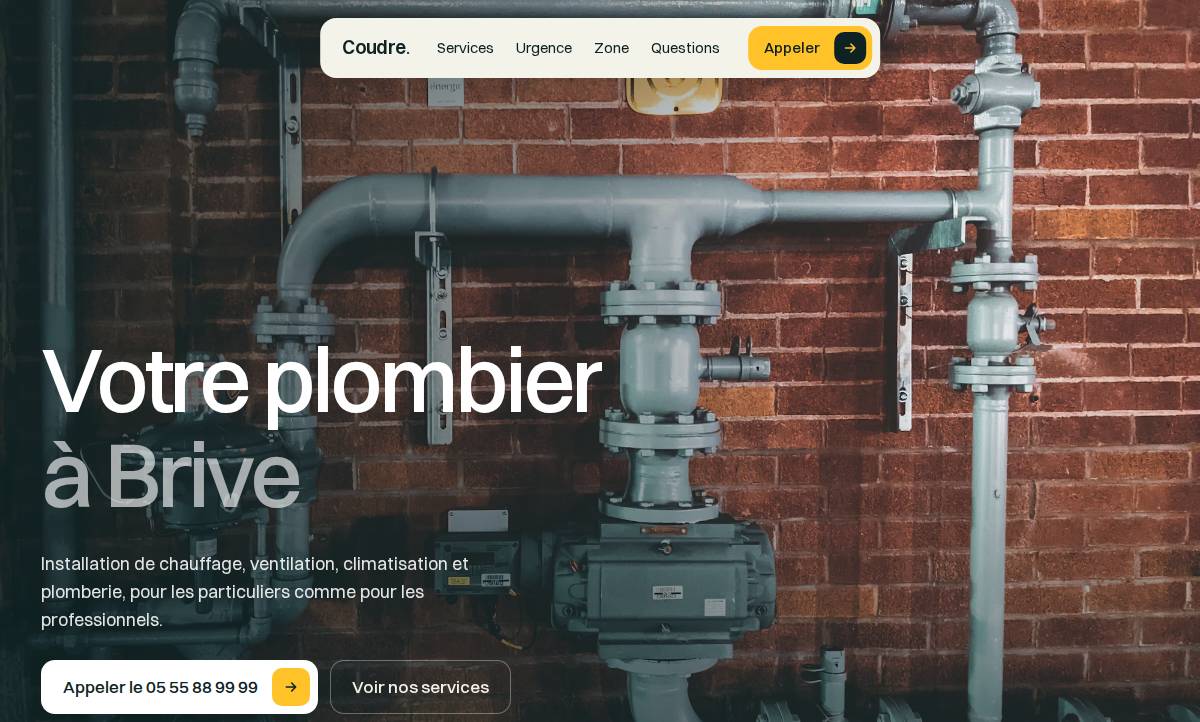 Coudre.
Services
Urgence
Zone
Questions
Appeler
énergir
Votre plombier
à Brive
Installation de chauffage, ventilation, climatisation et
plomberie, pour les particuliers comme pour les
professionnels.
Appeler le 05 55 88 99 99
Voir nos services